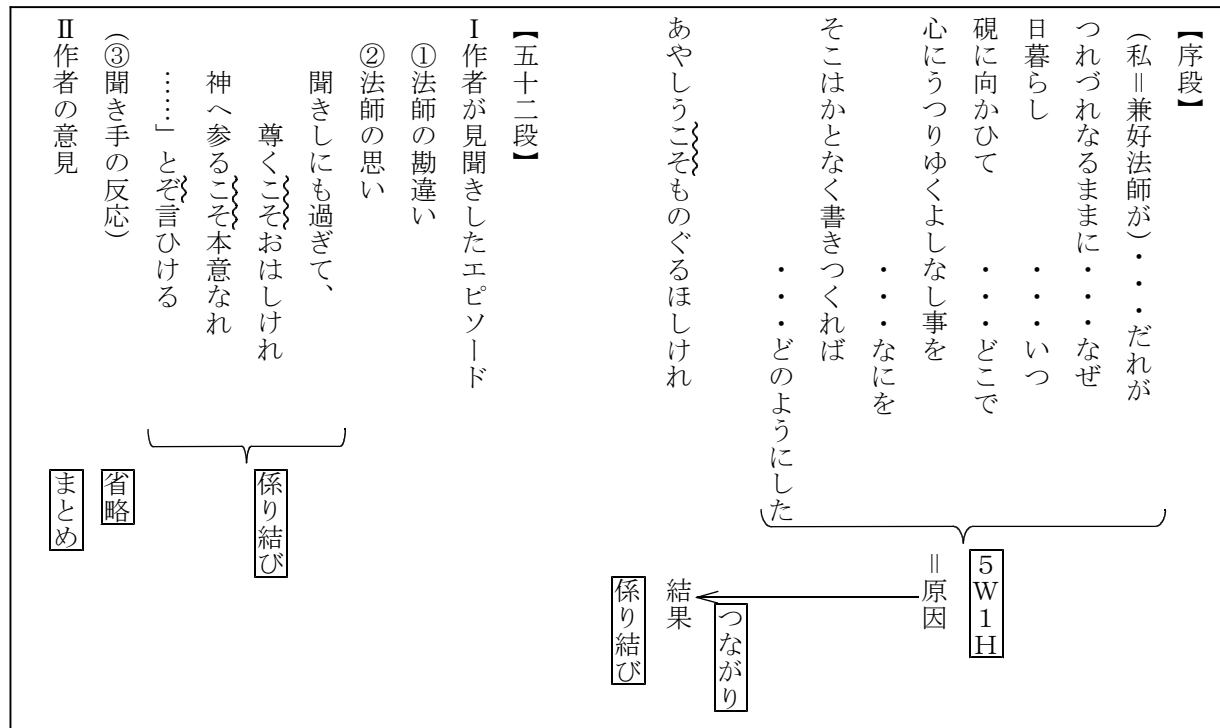 【序段】
(私＝兼好法師が)・・・だれが
つれづれなるままに・・・なぜ
日暮らし・・・いつ
硯に向かひて・・・どこで
心にうつりゆくよしなし事を
・・・なにを
そこはかとなく書きつくれば
・・・どのようにした
5W1H
＝原因
つながり
あやしうこそものぐるほしけれ
結果
係り結び
【五十二段】
Ⅰ作者が見聞きしたエピソード
①法師の勘違い
②法師の思い
聞きしにも過ぎて、
尊くこそおはしけれ
神へ参るこそ本意なれ
……」とぞ言ひける
係り結び
(③聞き手の反応)
省略
Ⅱ作者の意見
まとめ